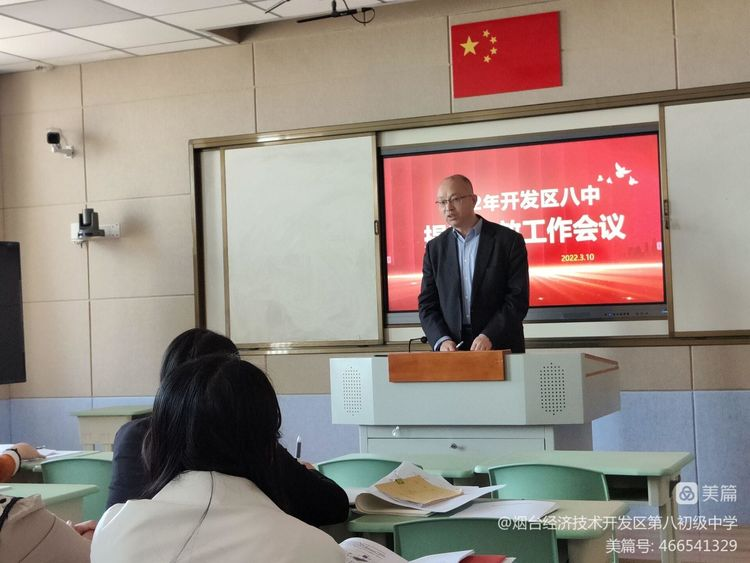 2年开发区八中
工作会议
2022.3.10
美篇
@烟台经济技术开发区第八初级中学
美篇号: 466541329